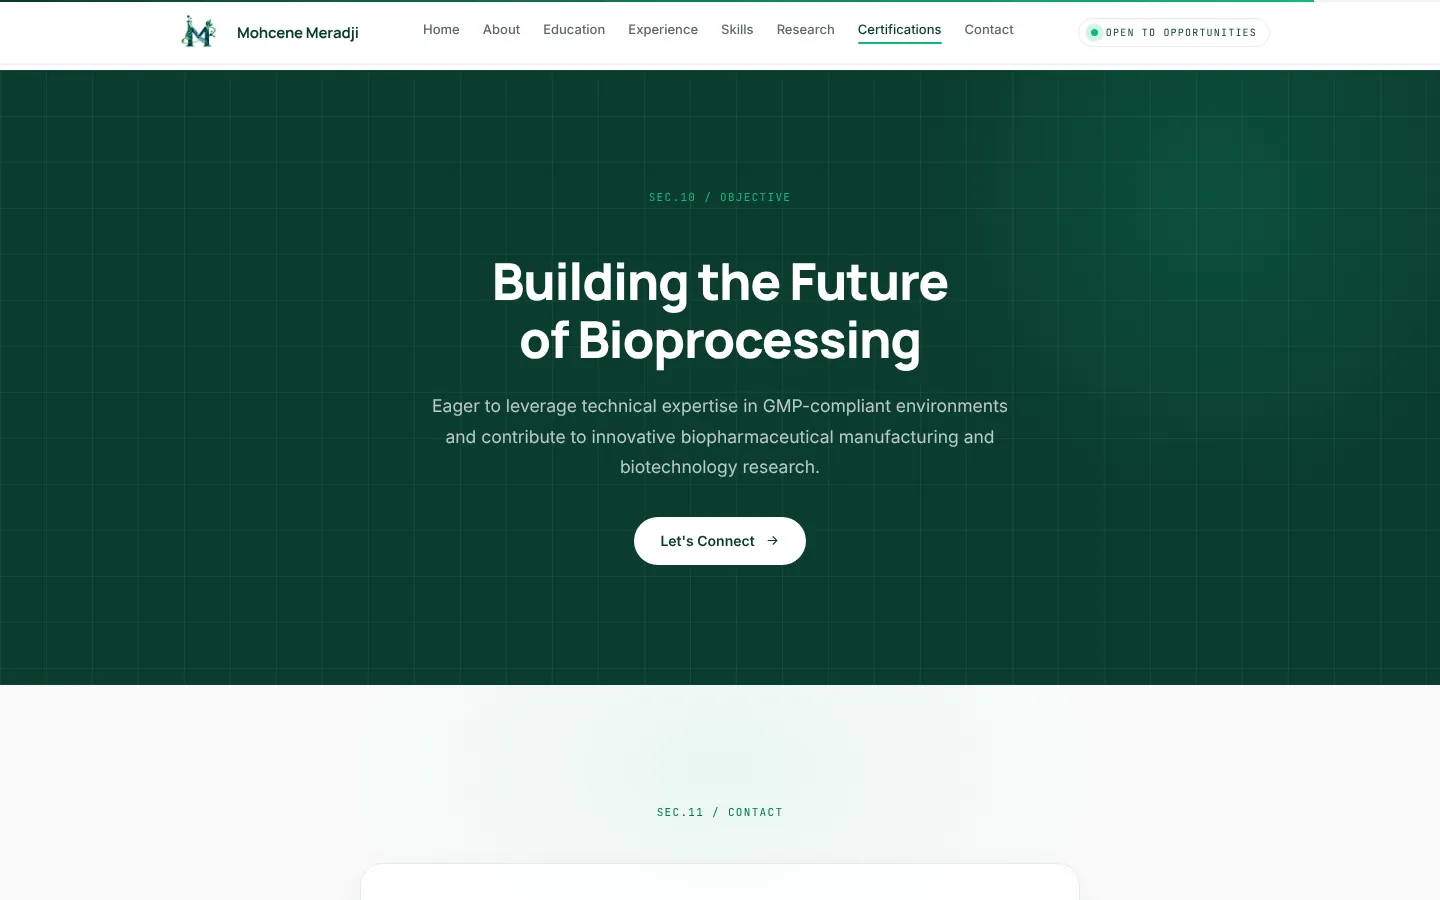 Mohcene Meradji
Home About Education Experience Skills Research Certifications Contact
OPEN TO OPPORTUNITIES
SEC.10 / OBJECTIVE
Building the Future
of Bioprocessing
Eager to leverage technical expertise in GMP-compliant environments
and contribute to innovative biopharmaceutical manufacturing and
biotechnology research.
Let's Connect →
SEC.11 / CONTACT